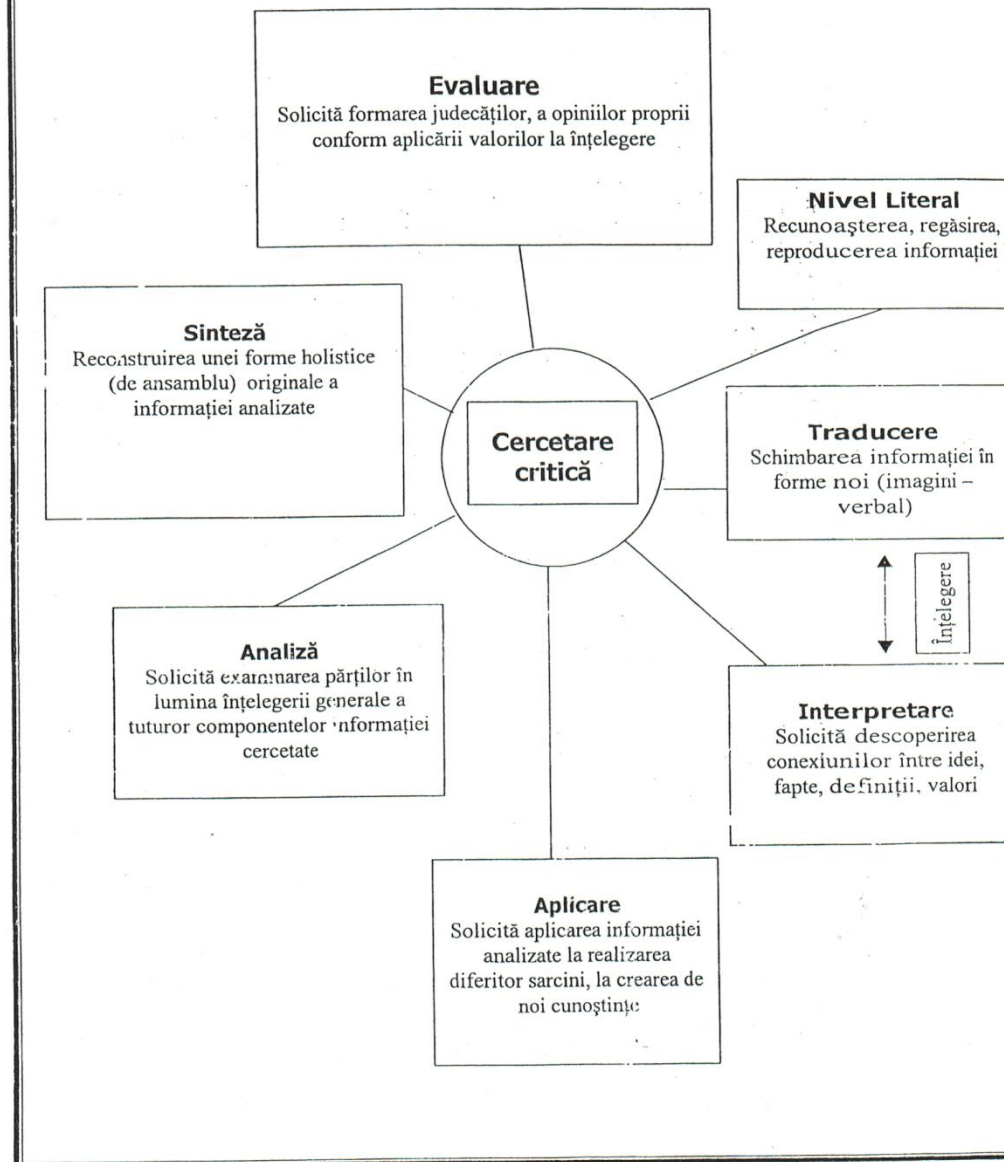 Evaluare
Solicită formarea judecăților, a opiniilor proprii
conform aplicării valorilor la înțelegere
Nivel Literal
Recunoaşterea, regăsirea,
reproducerea informației
Sinteză
Reconstruirea unei forme holistice
(de ansamblu) originale a
informației analizate
Cercetare
critică
Traducere
Schimbarea informației în
forme noi (imagini –
verbal)
Înțelegere
Analiză
Solicită examinarea părților în
lumina înțelegerii generale a
tuturor componentelor informației
cercetate
Interpretare
Solicită descoperirea
conexiunilor între idei,
fapte, definiții, valori
Aplicare
Solicită aplicarea informației
analizate la realizarea
diferitor sarcini, la crearea de
noi cunoştințe